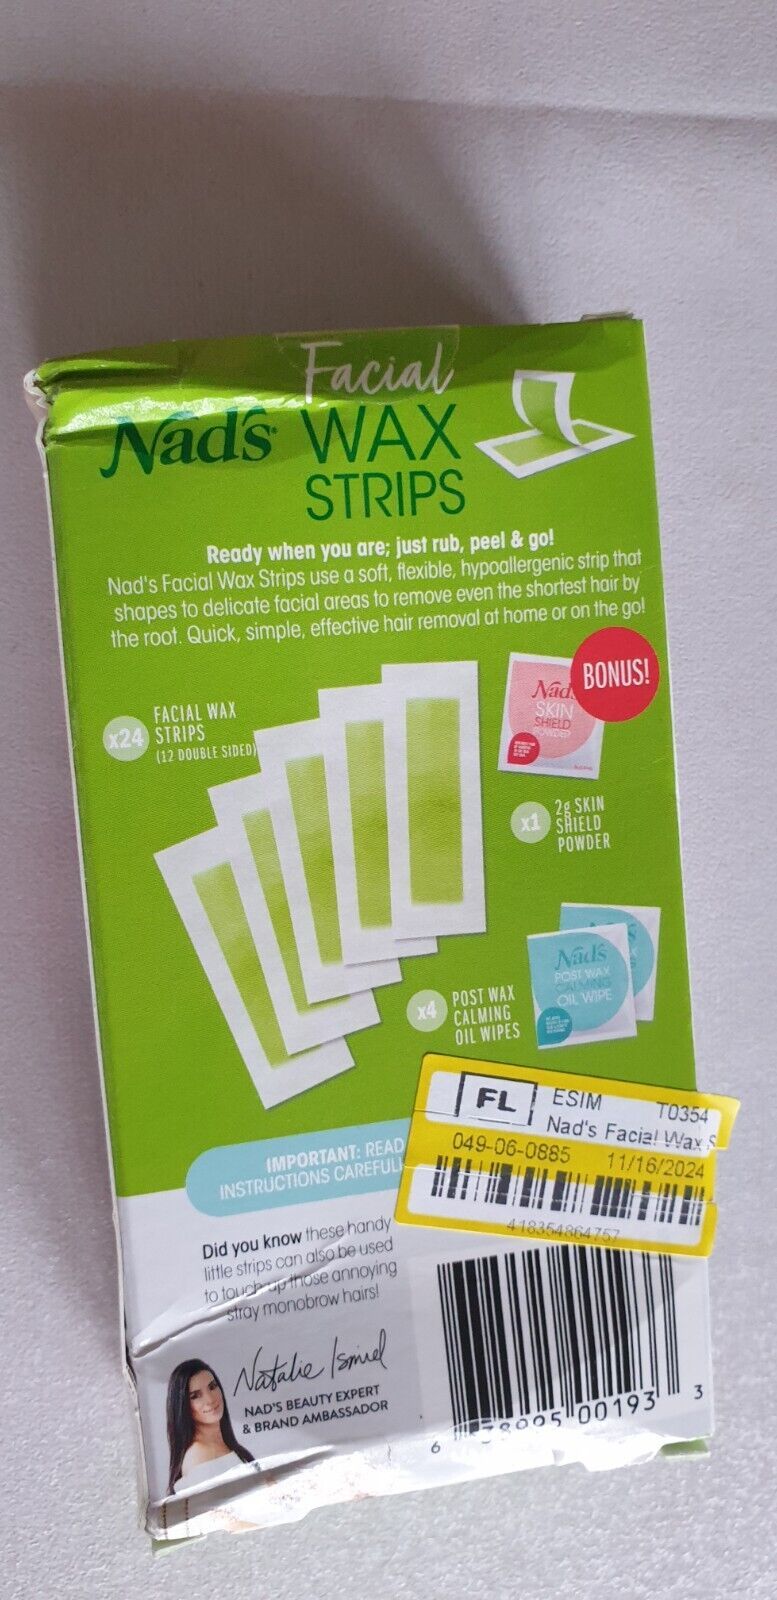 Facial
Nad's® WAX
STRIPS
Ready when you are; just rub, peel & go!
Nad's Facial Wax Strips use a soft, flexible, hypoallergenic strip that
shapes to delicate facial areas to remove even the shortest hair by
the root. Quick, simple, effective hair removal at home or on the go!
x24
FACIAL WAX
STRIPS
(12 DOUBLE SIDED)
Nad's
SKIN
SHIELD
POWDER
BONUS!
x1
2g SKIN
SHIELD
POWDER
x4
POST WAX
CALMING
OIL WIPES
Nad's
POST WAX
CALMING
OIL WIPE
FL
ESIM
T0354
Nad's Facial Wax S
049-06-0885
11/16/2024
418354864757
IMPORTANT: READ
INSTRUCTIONS CAREFULL
Did you know these handy
little strips can also be used
to touch-up those annoying
stray monobrow hairs!
Natalie Ismiel
NAD'S BEAUTY EXPERT
& BRAND AMBASSADOR
6 38995 00193 3